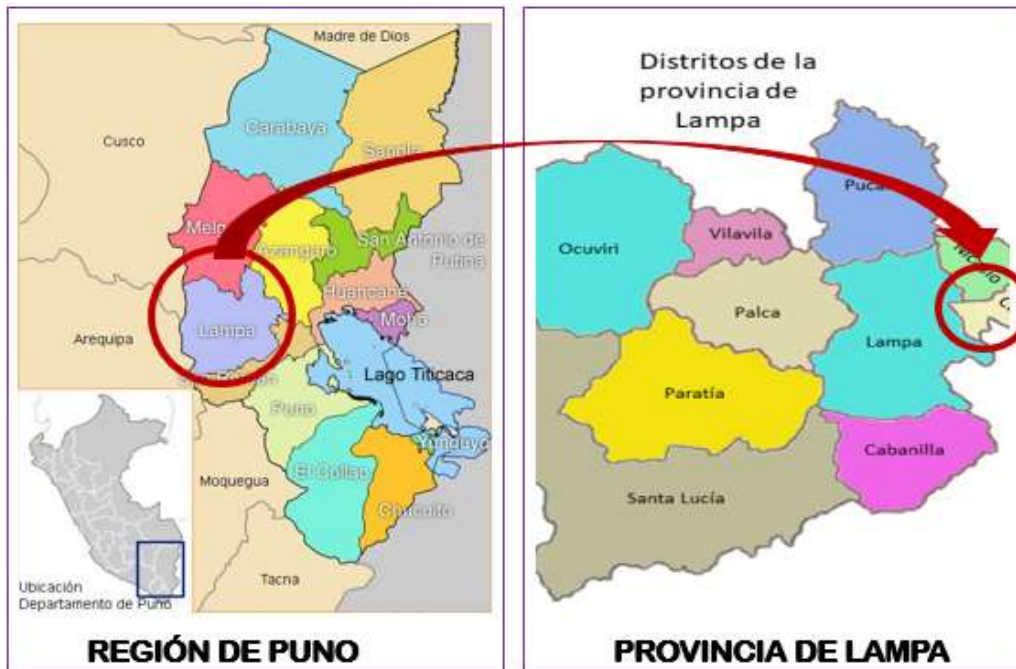 Madre de Dios
Cusco
Carabaya
Sandia
Azángaro
San Antonio de
Putina
Huancané
Moho
Lampa
Arequipa
Lago Titicaca
Puno
Yunguyo
El Collao
Moquegua
Chucuito
Tacna
Ubicación
Departamento de Puno
REGIÓN DE PUNO
Distritos de la
provincia de
Lampa
Ocuviri
Vilavila
Palca
Lampa
Paratía
Cabanilla
Santa Lucía
PROVINCIA DE LAMPA